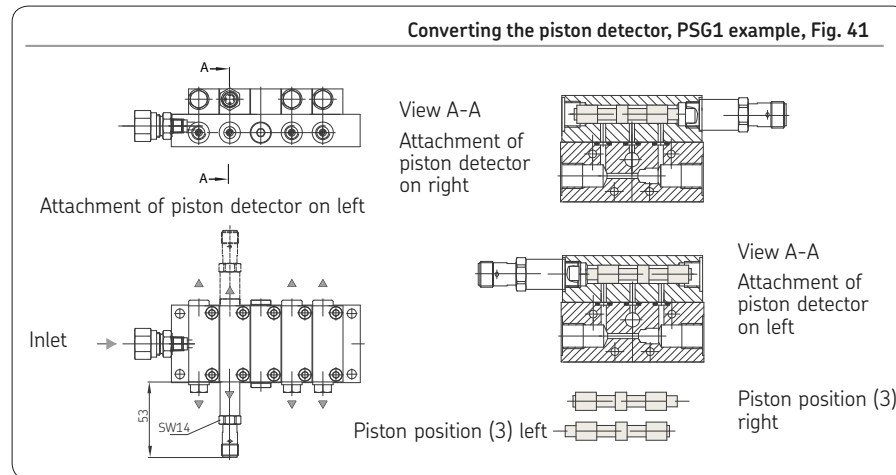 Converting the piston detector, PSG1 example, Fig. 41
A
A
Attachment of piston detector on left
View A-A
Attachment of
piston detector
on right
Inlet
53
SW14
View A-A
Attachment of
piston detector
on left
Piston position (3)
right
Piston position (3) left